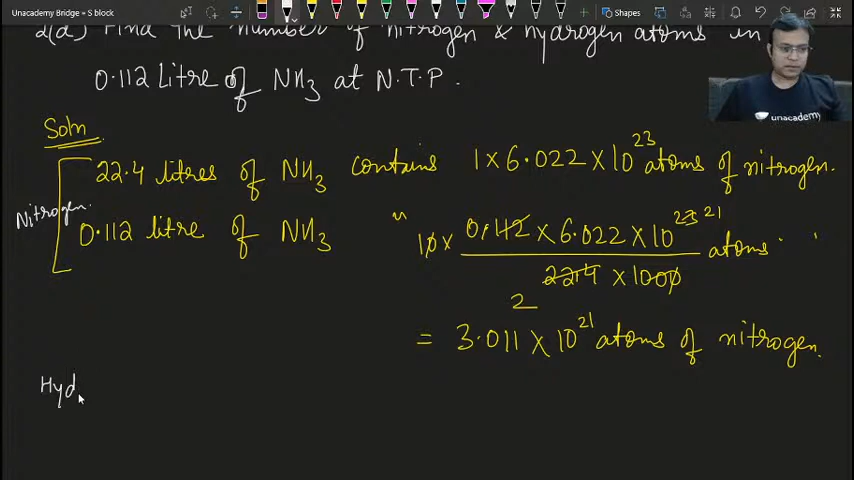 Unacademy Bridge - S block
Shapes
2(a) Find the number of nitrogen & hydrogen atoms in
0.112 Litre of NH3 at N.T.P.
unacademy
Soln
22.4 litres of NH3 contains 1 × 6.022 × 10^23 atoms of nitrogen.
Nitrogen.
0.112 litre of NH3 " 10 × 0.112 × 6.022 × 10^23 21 atoms.
224 × 1000
2
= 3.011 × 10^21 atoms of nitrogen.
Hyd